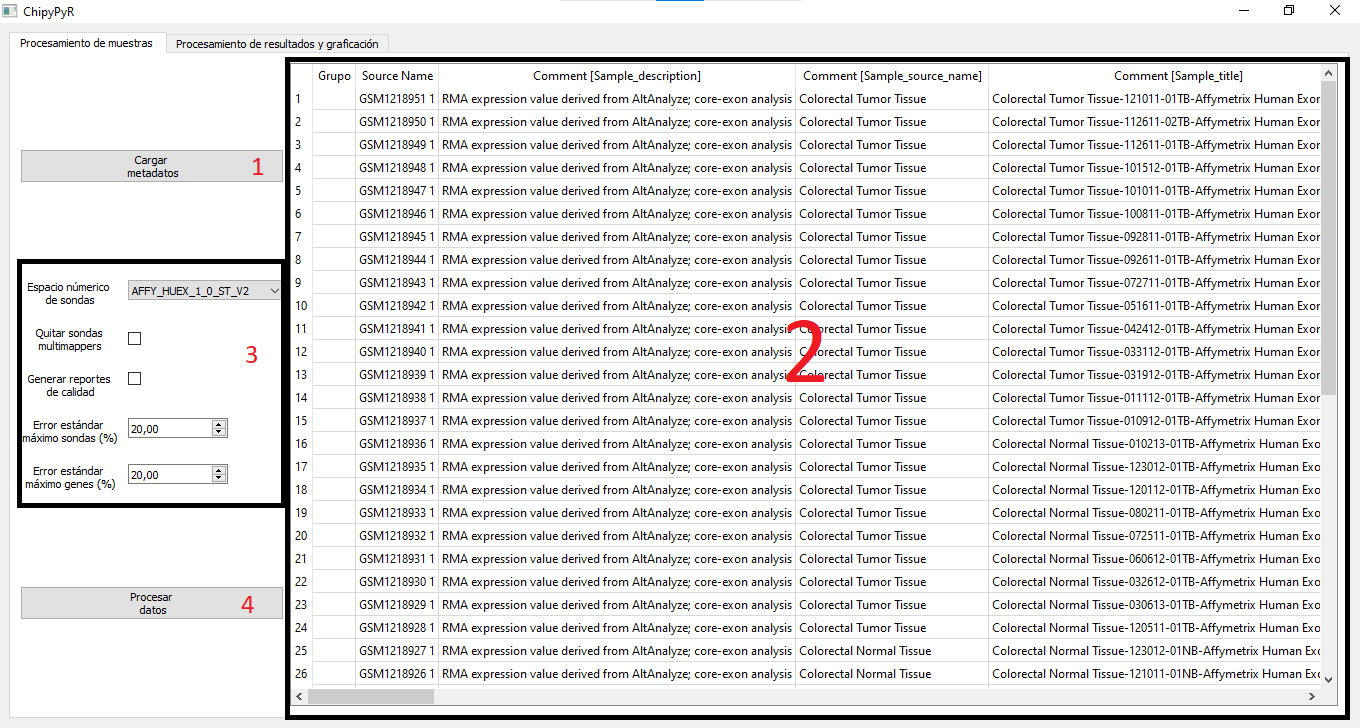 ChipyPyR
Procesamiento de muestras
Procesamiento de resultados y graficación
Cargar
metadatos
1
Espacio númerico
de sondas
AFFY_HUEX_1_0_ST_V2
Quitar sondas
multimappers
3
Generar reportes
de calidad
Error estándar
máximo sondas (%)
20,00
Error estándar
máximo genes (%)
20,00
Procesar
datos
4
Grupo Source Name Comment [Sample_description] Comment [Sample_source_name] Comment [Sample_title]
1 GSM1218951 1 RMA expression value derived from AltAnalyze; core-exon analysis Colorectal Tumor Tissue Colorectal Tumor Tissue-121011-01TB-Affymetrix Human Exor
2 GSM1218950 1 RMA expression value derived from AltAnalyze; core-exon analysis Colorectal Tumor Tissue Colorectal Tumor Tissue-112611-02TB-Affymetrix Human Exor
3 GSM1218949 1 RMA expression value derived from AltAnalyze; core-exon analysis Colorectal Tumor Tissue Colorectal Tumor Tissue-112611-01TB-Affymetrix Human Exor
4 GSM1218948 1 RMA expression value derived from AltAnalyze; core-exon analysis Colorectal Tumor Tissue Colorectal Tumor Tissue-101512-01TB-Affymetrix Human Exor
5 GSM1218947 1 RMA expression value derived from AltAnalyze; core-exon analysis Colorectal Tumor Tissue Colorectal Tumor Tissue-101011-01TB-Affymetrix Human Exor
6 GSM1218946 1 RMA expression value derived from AltAnalyze; core-exon analysis Colorectal Tumor Tissue Colorectal Tumor Tissue-100811-01TB-Affymetrix Human Exor
7 GSM1218945 1 RMA expression value derived from AltAnalyze; core-exon analysis Colorectal Tumor Tissue Colorectal Tumor Tissue-092811-01TB-Affymetrix Human Exor
8 GSM1218944 1 RMA expression value derived from AltAnalyze; core-exon analysis Colorectal Tumor Tissue Colorectal Tumor Tissue-092611-01TB-Affymetrix Human Exor
9 GSM1218943 1 RMA expression value derived from AltAnalyze; core-exon analysis Colorectal Tumor Tissue Colorectal Tumor Tissue-072711-01TB-Affymetrix Human Exor
10 GSM1218942 1 RMA expression value derived from AltAnalyze; core-exon analysis Colorectal Tumor Tissue Colorectal Tumor Tissue-051611-01TB-Affymetrix Human Exor
11 GSM1218941 1 RMA expression value derived from AltAnalyze; core-exon analysis Colorectal Tumor Tissue Colorectal Tumor Tissue-042412-01TB-Affymetrix Human Exor
2
12 GSM1218940 1 RMA expression value derived from AltAnalyze; core-exon analysis Colorectal Tumor Tissue Colorectal Tumor Tissue-033112-01TB-Affymetrix Human Exor
13 GSM1218939 1 RMA expression value derived from AltAnalyze; core-exon analysis Colorectal Tumor Tissue Colorectal Tumor Tissue-031912-01TB-Affymetrix Human Exor
14 GSM1218938 1 RMA expression value derived from AltAnalyze; core-exon analysis Colorectal Tumor Tissue Colorectal Tumor Tissue-011112-01TB-Affymetrix Human Exor
15 GSM1218937 1 RMA expression value derived from AltAnalyze; core-exon analysis Colorectal Tumor Tissue Colorectal Tumor Tissue-010912-01TB-Affymetrix Human Exor
16 GSM1218936 1 RMA expression value derived from AltAnalyze; core-exon analysis Colorectal Tumor Tissue Colorectal Normal Tissue-010213-01TB-Affymetrix Human Exo
17 GSM1218935 1 RMA expression value derived from AltAnalyze; core-exon analysis Colorectal Tumor Tissue Colorectal Normal Tissue-123012-01TB-Affymetrix Human Exo
18 GSM1218934 1 RMA expression value derived from AltAnalyze; core-exon analysis Colorectal Tumor Tissue Colorectal Normal Tissue-120112-01TB-Affymetrix Human Exo
19 GSM1218933 1 RMA expression value derived from AltAnalyze; core-exon analysis Colorectal Tumor Tissue Colorectal Normal Tissue-080211-01TB-Affymetrix Human Exo
20 GSM1218932 1 RMA expression value derived from AltAnalyze; core-exon analysis Colorectal Tumor Tissue Colorectal Normal Tissue-072511-01TB-Affymetrix Human Exo
21 GSM1218931 1 RMA expression value derived from AltAnalyze; core-exon analysis Colorectal Tumor Tissue Colorectal Normal Tissue-060612-01TB-Affymetrix Human Exo
22 GSM1218930 1 RMA expression value derived from AltAnalyze; core-exon analysis Colorectal Tumor Tissue Colorectal Normal Tissue-032612-01TB-Affymetrix Human Exo
23 GSM1218929 1 RMA expression value derived from AltAnalyze; core-exon analysis Colorectal Tumor Tissue Colorectal Normal Tissue-030613-01TB-Affymetrix Human Exo
24 GSM1218928 1 RMA expression value derived from AltAnalyze; core-exon analysis Colorectal Tumor Tissue Colorectal Normal Tissue-120511-01TB-Affymetrix Human Exo
25 GSM1218927 1 RMA expression value derived from AltAnalyze; core-exon analysis Colorectal Normal Tissue Colorectal Normal Tissue-123012-01NB-Affymetrix Human Exo
26 GSM1218926 1 RMA expression value derived from AltAnalyze; core-exon analysis Colorectal Normal Tissue Colorectal Normal Tissue-121011-01NB-Affymetrix Human Exo